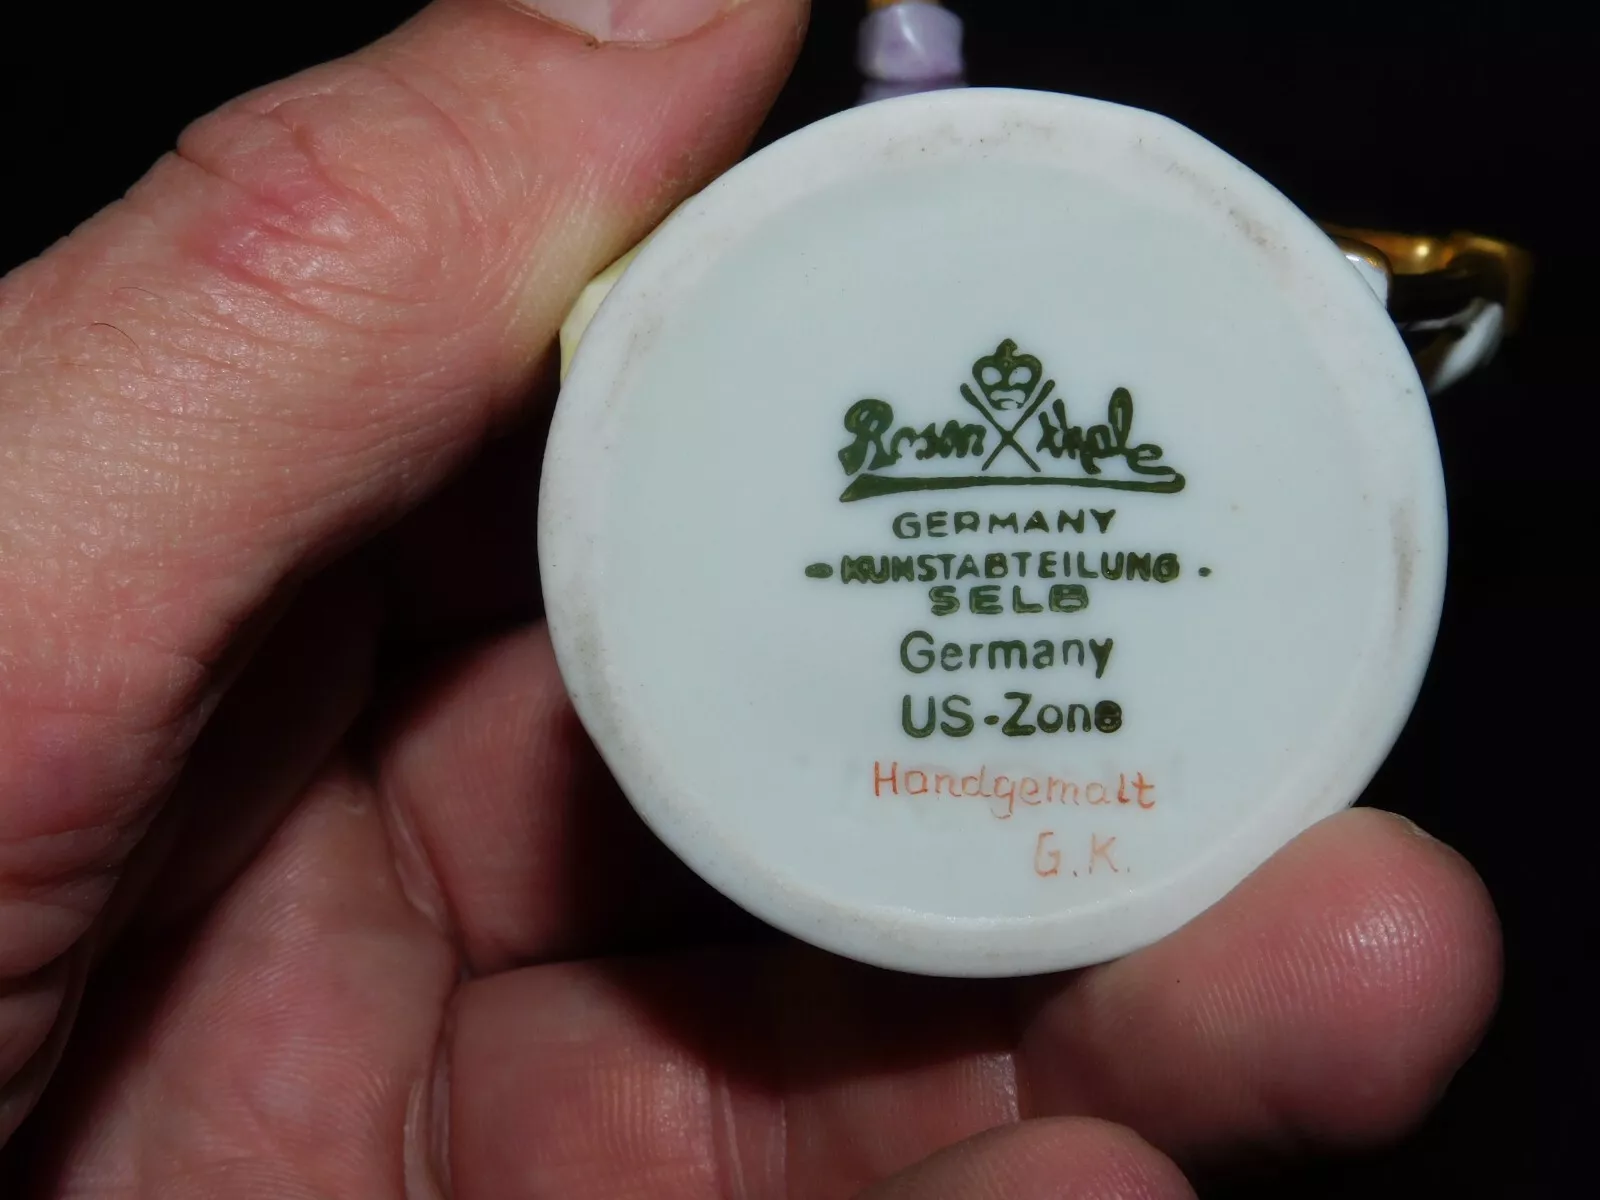 Rosenthal
GERMANY
- KUNSTABTEILUNG -
SELB
Germany
US-Zone
Handgemalt
G.K.